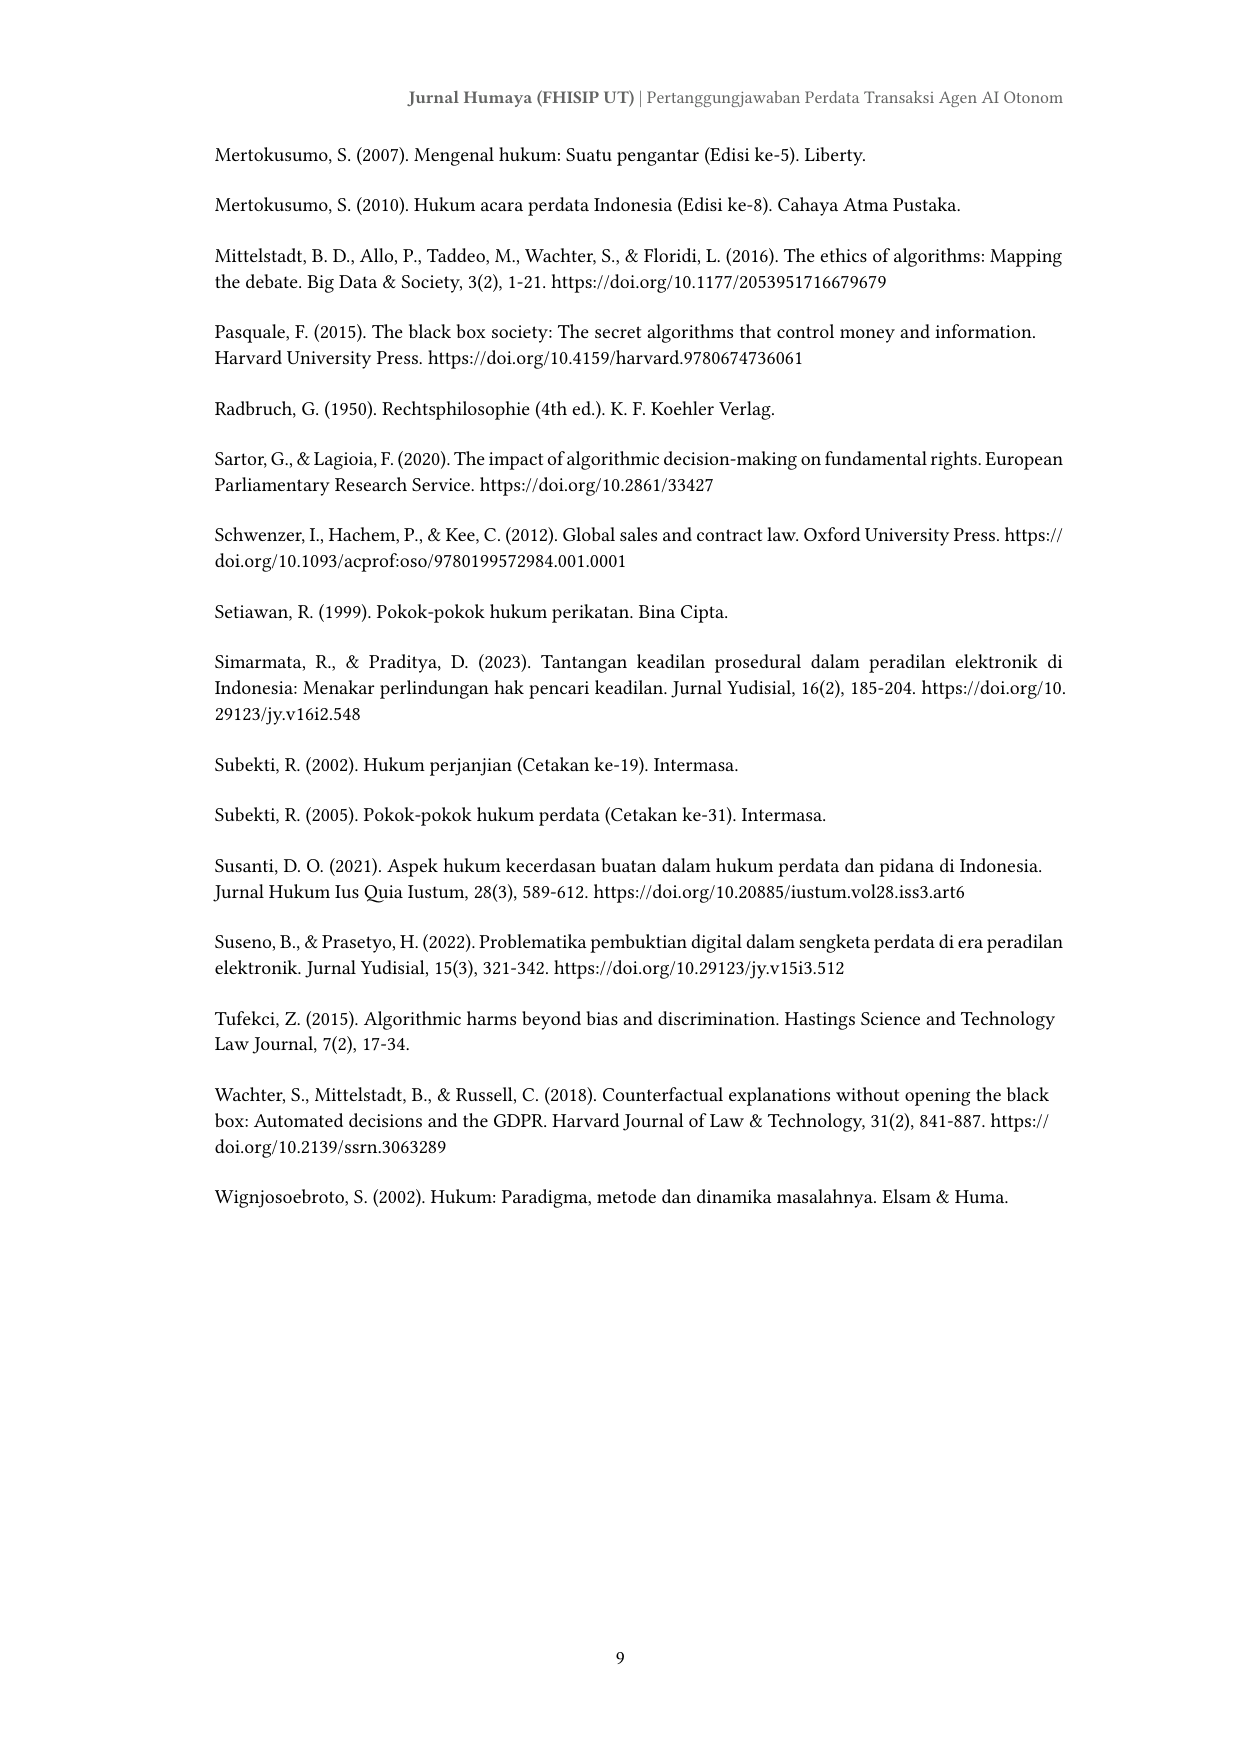 Jurnal Humaya (FHISIP UT) | Pertanggungjawaban Perdata Transaksi Agen AI Otonom
Mertokusumo, S. (2007). Mengenal hukum: Suatu pengantar (Edisi ke-5). Liberty.
Mertokusumo, S. (2010). Hukum acara perdata Indonesia (Edisi ke-8). Cahaya Atma Pustaka.
Mittelstadt, B. D., Allo, P., Taddeo, M., Wachter, S., & Floridi, L. (2016). The ethics of algorithms: Mapping
the debate. Big Data & Society, 3(2), 1-21. https://doi.org/10.1177/2053951716679679
Pasquale, F. (2015). The black box society: The secret algorithms that control money and information.
Harvard University Press. https://doi.org/10.4159/harvard.9780674736061
Radbruch, G. (1950). Rechtsphilosophie (4th ed.). K. F. Koehler Verlag.
Sartor, G., & Lagioia, F. (2020). The impact of algorithmic decision-making on fundamental rights. European
Parliamentary Research Service. https://doi.org/10.2861/33427
Schwenzer, I., Hachem, P., & Kee, C. (2012). Global sales and contract law. Oxford University Press. https://
doi.org/10.1093/acprof:oso/9780199572984.001.0001
Setiawan, R. (1999). Pokok-pokok hukum perikatan. Bina Cipta.
Simarmata, R., & Praditya, D. (2023). Tantangan keadilan prosedural dalam peradilan elektronik di
Indonesia: Menakar perlindungan hak pencari keadilan. Jurnal Yudisial, 16(2), 185-204. https://doi.org/10.
29123/jy.v16i2.548
Subekti, R. (2002). Hukum perjanjian (Cetakan ke-19). Intermasa.
Subekti, R. (2005). Pokok-pokok hukum perdata (Cetakan ke-31). Intermasa.
Susanti, D. O. (2021). Aspek hukum kecerdasan buatan dalam hukum perdata dan pidana di Indonesia.
Jurnal Hukum Ius Quia Iustum, 28(3), 589-612. https://doi.org/10.20885/iustum.vol28.iss3.art6
Suseno, B., & Prasetyo, H. (2022). Problematika pembuktian digital dalam sengketa perdata di era peradilan
elektronik. Jurnal Yudisial, 15(3), 321-342. https://doi.org/10.29123/jy.v15i3.512
Tufekci, Z. (2015). Algorithmic harms beyond bias and discrimination. Hastings Science and Technology
Law Journal, 7(2), 17-34.
Wachter, S., Mittelstadt, B., & Russell, C. (2018). Counterfactual explanations without opening the black
box: Automated decisions and the GDPR. Harvard Journal of Law & Technology, 31(2), 841-887. https://
doi.org/10.2139/ssrn.3063289
Wignjosoebroto, S. (2002). Hukum: Paradigma, metode dan dinamika masalahnya. Elsam & Huma.
9